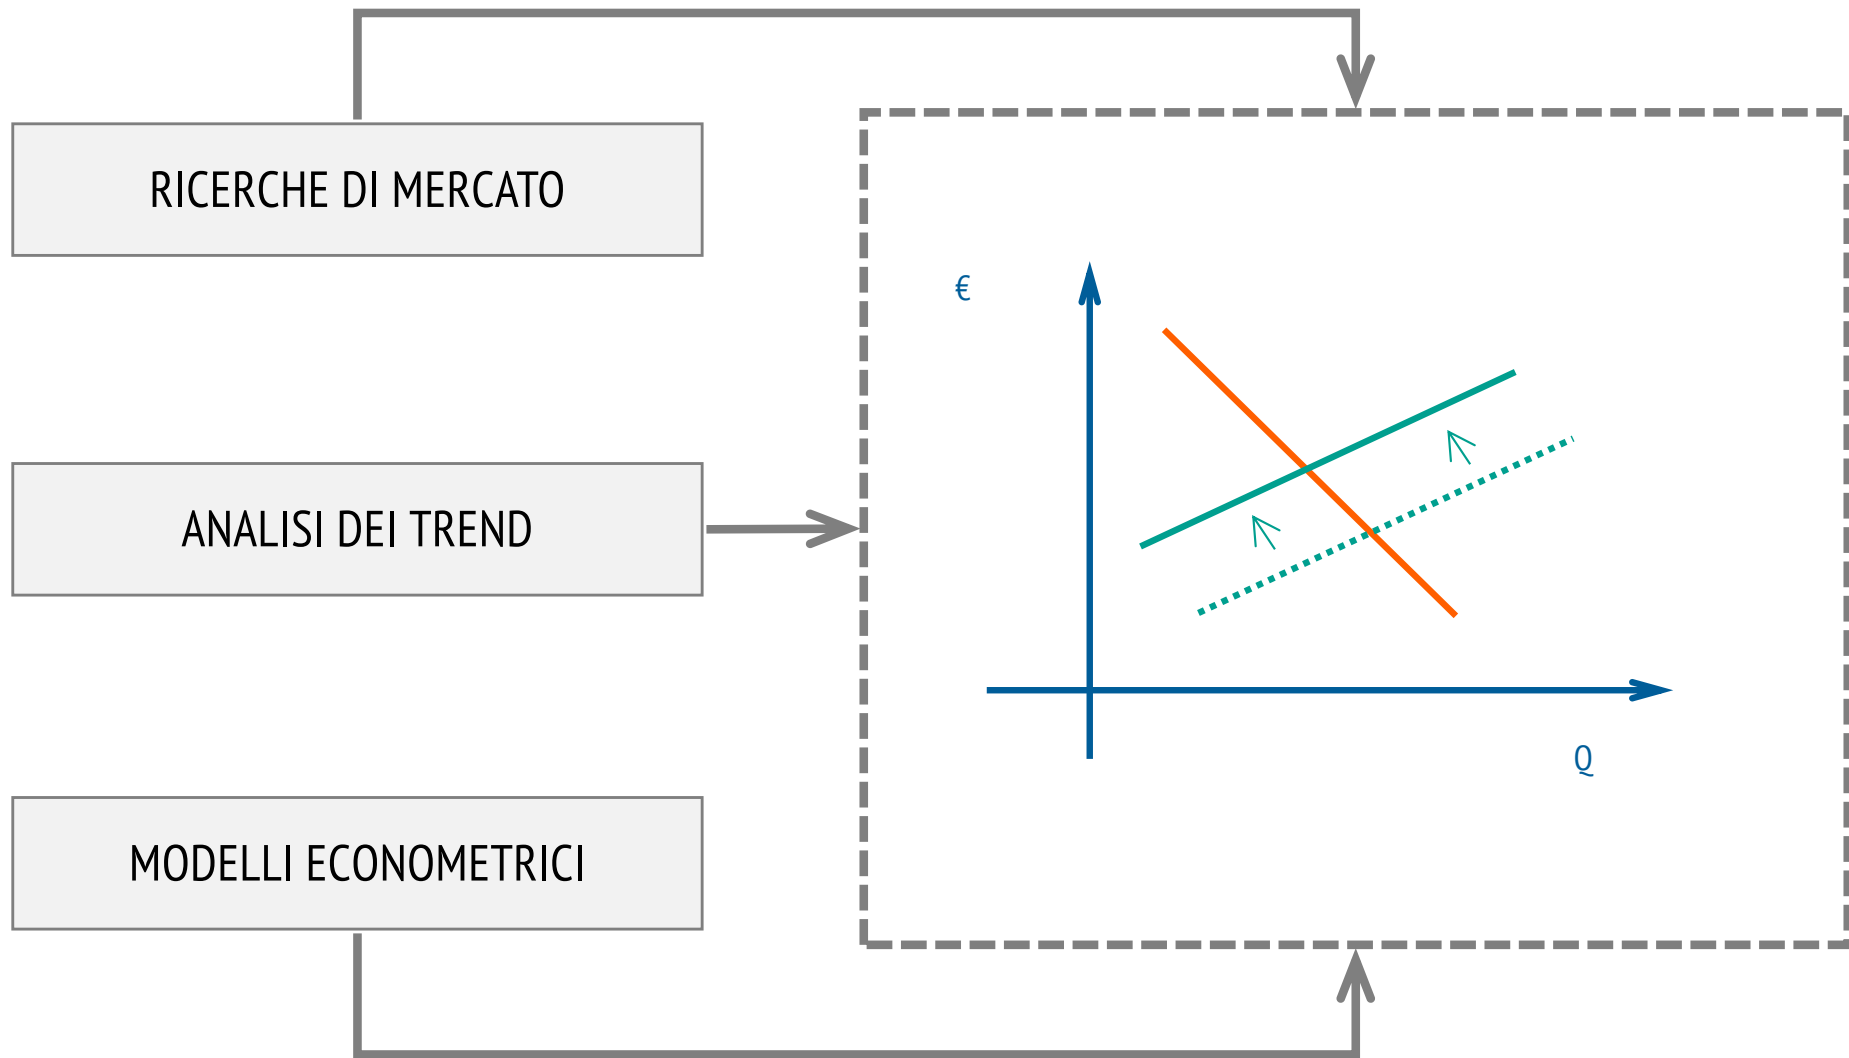 RICERCHE DI MERCATO
€
ANALISI DEI TREND
Q
MODELLI ECONOMETRICI